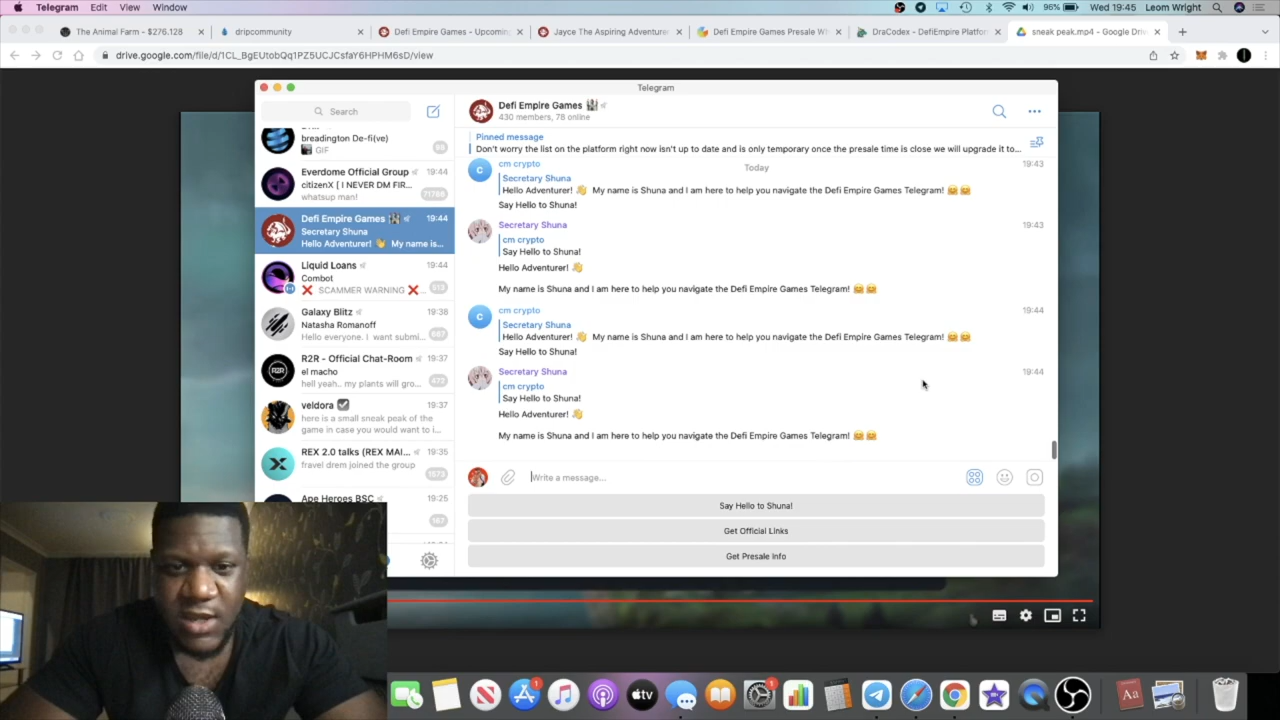 Telegram Edit View Window
96% Wed 19:45 Leom Wright
The Animal Farm - $276.128
dripcommunity
Defi Empire Games - Upcoming
Jayce The Aspiring Adventurer
Defi Empire Games Presale
DraCodex - DefiEmpire Platfor
sneak peak.mp4 - Google Drive
drive.google.com/file/d/1CL_BgEUtobQq1PZ5UCJCsfaY6HPHM6sD/view
Telegram
Search
breadington De-fi(ve)
GIF
99
Everdome Official Group 19:44
citizenX [ I NEVER DM FIR...
whatsup man!
71788
Defi Empire Games 19:44
Secretary Shuna
Hello Adventurer! 👋 My name is...
Liquid Loans 19:44
Combot
❌ SCAMMER WARNING ❌...
513
Galaxy Blitz 19:38
Natasha Romanoff
Hello everyone. I want submi...
667
R2R - Official Chat-Room 19:37
el macho
hell yeah.. my plants will gro...
472
veldora 19:37
here is a small sneak peak of the
game in case you would want to i...
REX 2.0 talks (REX MAI... 19:35
fravel drem joined the group
1573
Ape Heroes BSC 19:25
187
Defi Empire Games
430 members, 78 online
Pinned message
Don't worry the list on the platform right now isn't up to date and is only temporary once the presale time is close we will upgrade it to...
Today
cm crypto 19:43
Secretary Shuna
Hello Adventurer! 👋 My name is Shuna and I am here to help you navigate the Defi Empire Games Telegram! 🤗🤗
Say Hello to Shuna!
Secretary Shuna 19:43
cm crypto
Say Hello to Shuna!
Hello Adventurer! 👋
My name is Shuna and I am here to help you navigate the Defi Empire Games Telegram! 🤗🤗
cm crypto 19:44
Secretary Shuna
Hello Adventurer! 👋 My name is Shuna and I am here to help you navigate the Defi Empire Games Telegram! 🤗🤗
Say Hello to Shuna!
Secretary Shuna 19:44
cm crypto
Say Hello to Shuna!
Hello Adventurer! 👋
My name is Shuna and I am here to help you navigate the Defi Empire Games Telegram! 🤗🤗
Write a message...
Say Hello to Shuna!
Get Official Links
Get Presale Info
tv
Aa